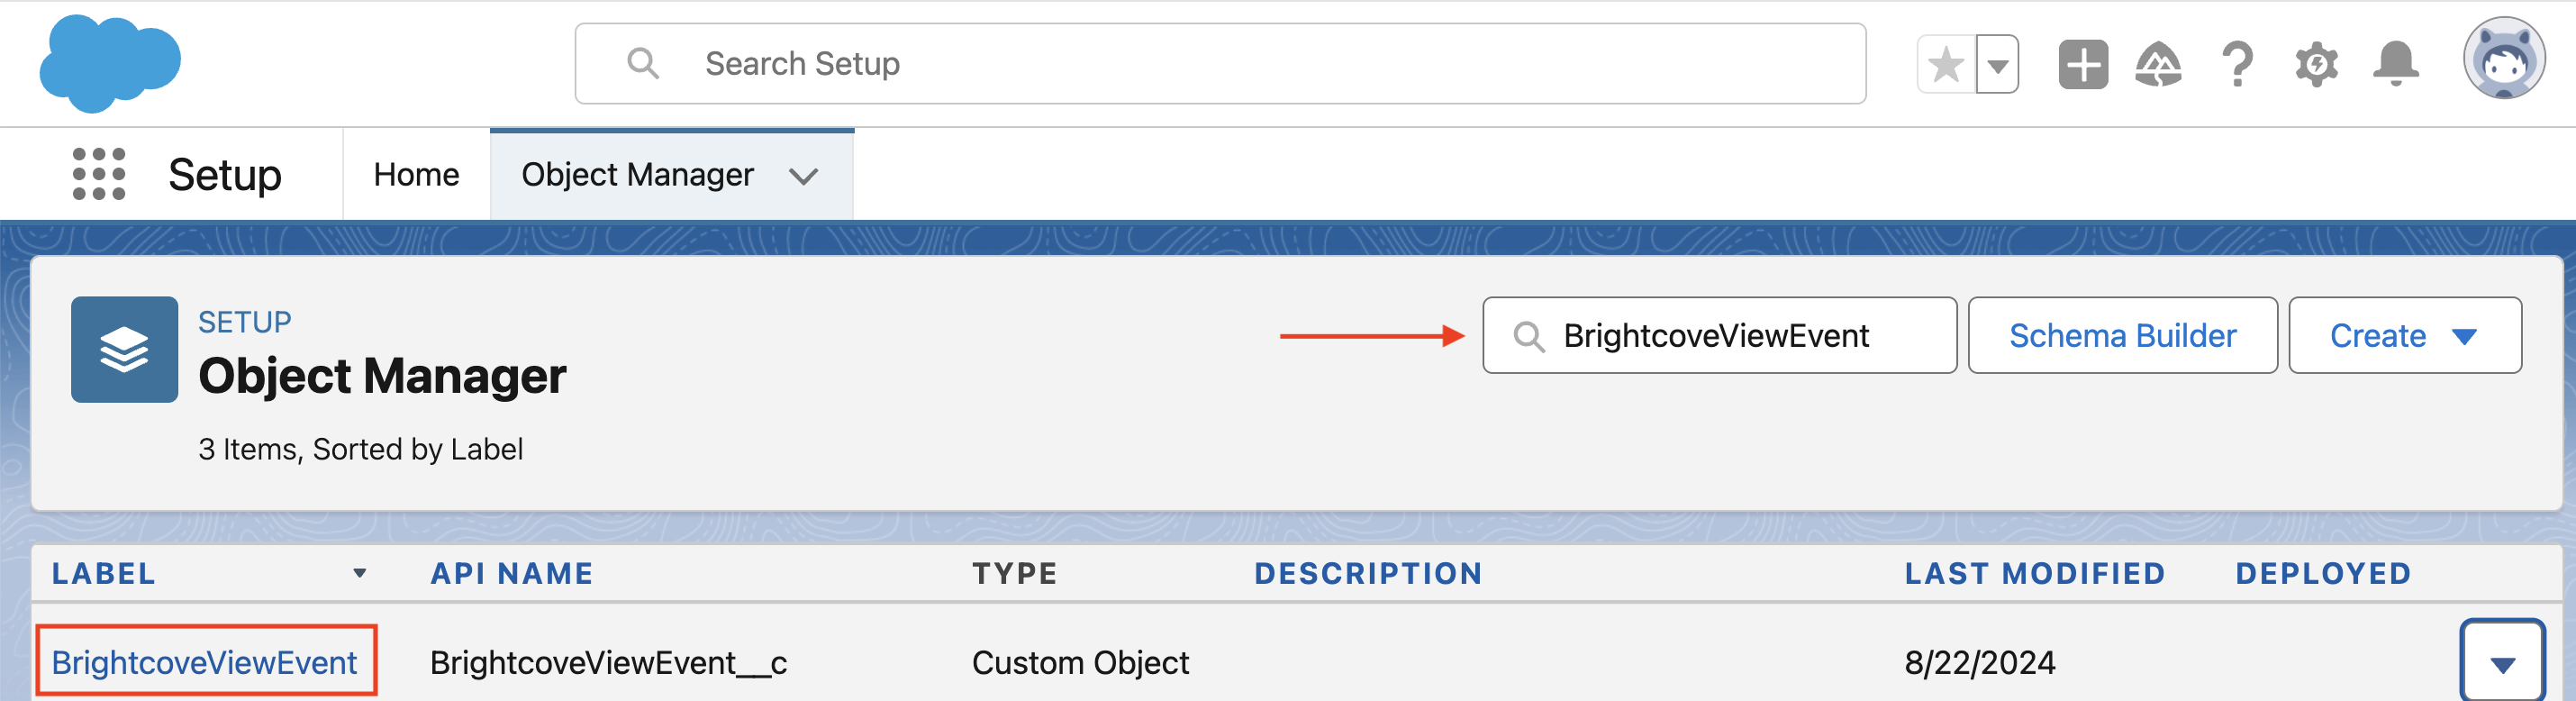 Search Setup
Setup Home Object Manager
SETUP
Object Manager
3 Items, Sorted by Label
BrightcoveViewEvent Schema Builder Create
LABEL API NAME TYPE DESCRIPTION LAST MODIFIED DEPLOYED
BrightcoveViewEvent BrightcoveViewEvent__c Custom Object 8/22/2024